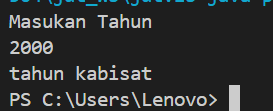 Masukan Tahun
2000
tahun kabisat
PS C:\Users\Lenovo>